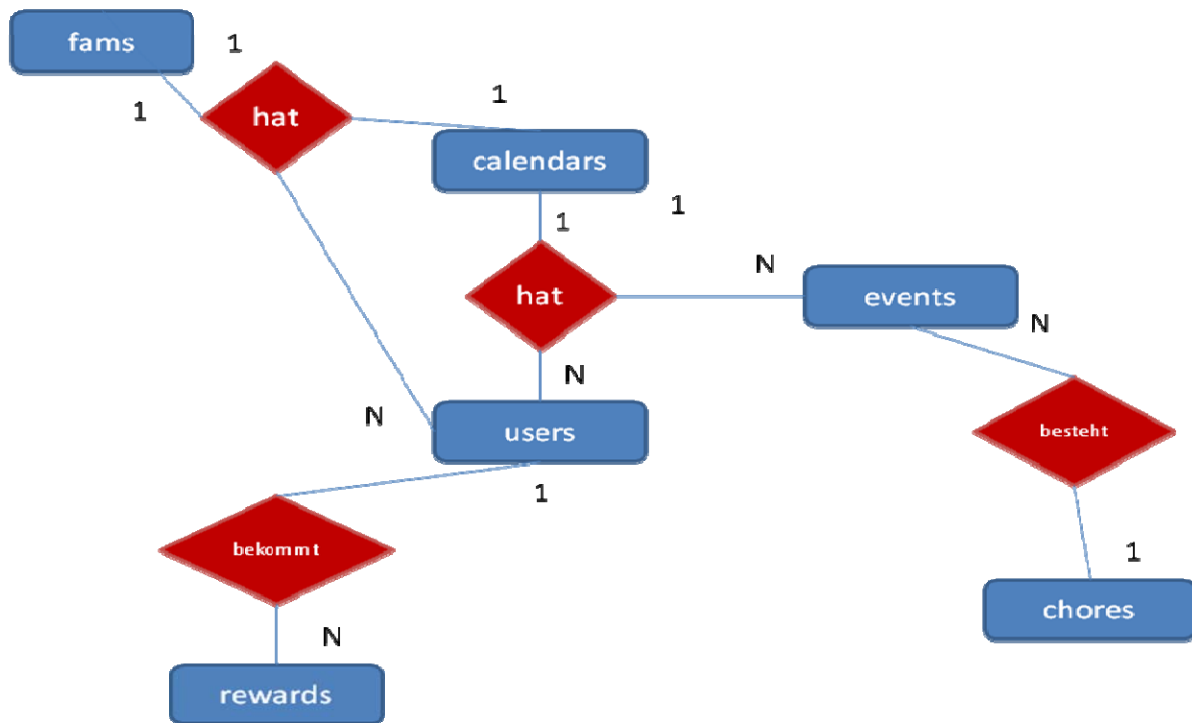 fams
1
1
hat
1
calendars
1
1
hat
N
events
N
N
N
users
besteht
1
bekommt
1
chores
N
rewards